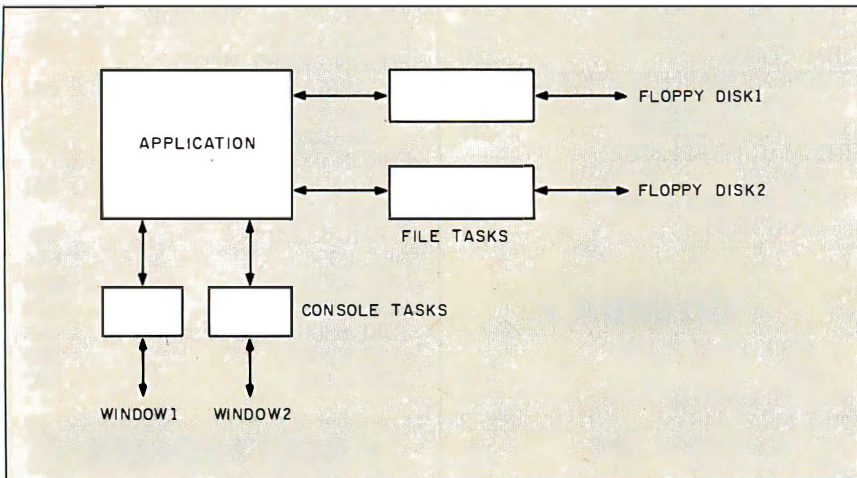 APPLICATION
FLOPPY DISK1
FLOPPY DISK2
FILE TASKS
CONSOLE TASKS
WINDOW1 WINDOW2